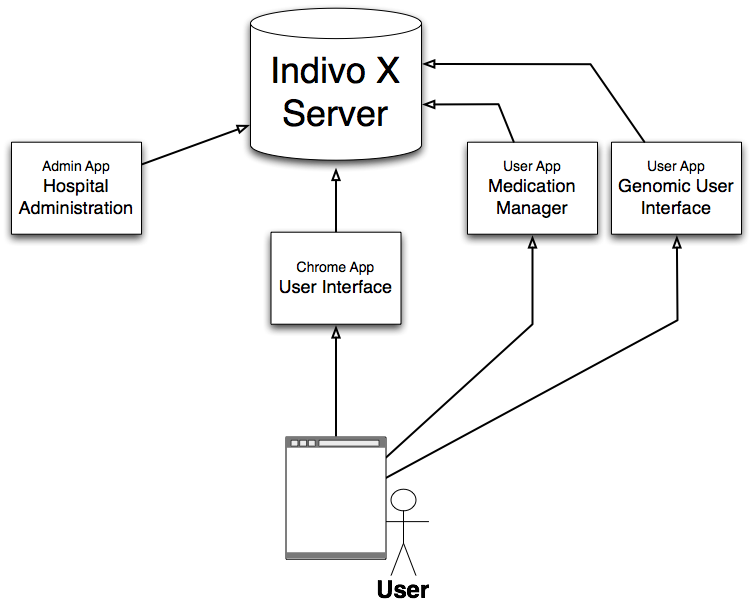 Indivo X
Server
Admin App
Hospital
Administration
User App
Medication
Manager
User App
Genomic User
Interface
Chrome App
User Interface
User